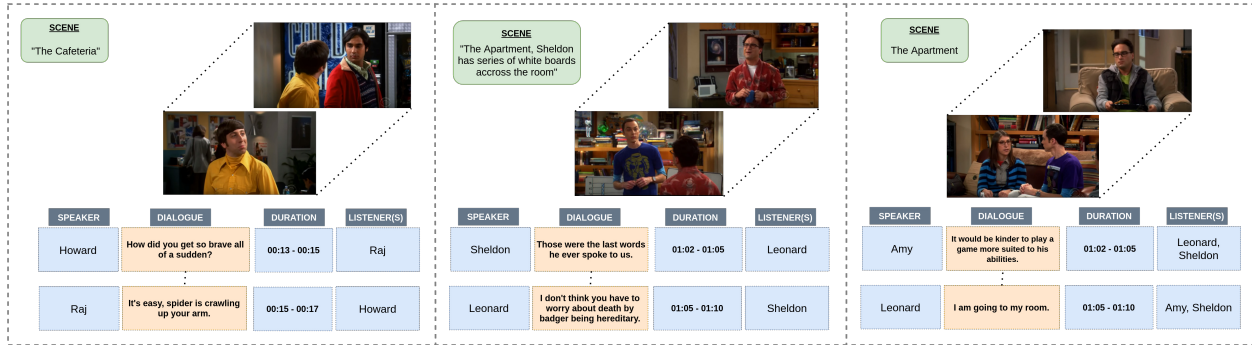 SCENE
"The Cafeteria"
SPEAKER DIALOGUE DURATION LISTENER(S)
Howard
How did you get so brave all
of a sudden?
00:13 - 00:15
Raj
Raj
It's easy, spider is crawling
up your arm.
00:15 - 00:17
Howard
SCENE
"The Apartment, Sheldon
has series of white boards
accross the room"
SPEAKER DIALOGUE DURATION LISTENER(S)
Sheldon
Those were the last words
he ever spoke to us.
01:02 - 01:05
Leonard
Leonard
I don't think you have to
worry about death by
badger being hereditary.
01:05 - 01:10
Sheldon
SCENE
The Apartment
SPEAKER DIALOGUE DURATION LISTENER(S)
Amy
It would be kinder to play a
game more suited to his
abilities.
01:02 - 01:05
Leonard,
Sheldon
Leonard
I am going to my room.
01:05 - 01:10
Amy, Sheldon